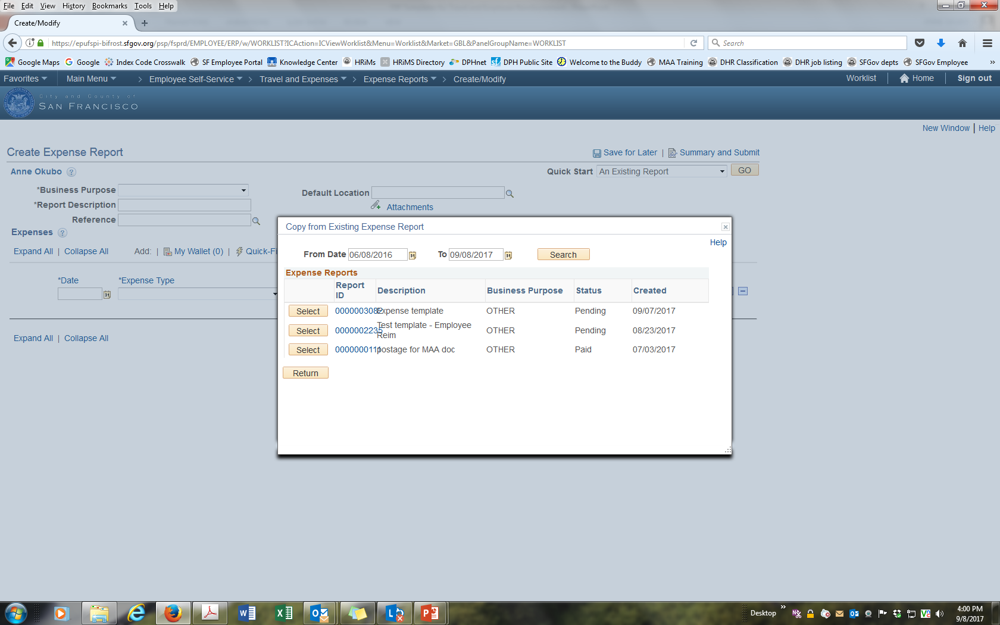 File Edit View History Bookmarks Tools Help
Create/Modify
https://epufspi-bifrost.sfgov.org/psp/fsprd/EMPLOYEE/ERP/w/WORKLIST?ICAction=ICViewWorklist&Menu=Worklist&Market=GBL&PanelGroupName=WORKLIST
Search
Google Maps Google Index Code Crosswalk SF Employee Portal Knowledge Center HRiMs HRiMS Directory DPHnet DPH Public Site Welcome to the Buddy MAA Training DHR Classification DHR job listing SFGov depts SFGov Employee
Favorites Main Menu > Employee Self-Service > Travel and Expenses > Expense Reports > Create/Modify
Worklist Home Sign out
City and County of
San Francisco
New Window | Help
Create Expense Report
Save for Later | Summary and Submit
Anne Okubo
Quick Start An Existing Report GO
*Business Purpose
Default Location
*Report Description
Attachments
Reference
Expenses
Expand All | Collapse All Add: | My Wallet (0) | Quick-Fi
*Date *Expense Type
Expand All | Collapse All
Copy from Existing Expense Report
Help
From Date 06/08/2016 To 09/08/2017 Search
Expense Reports
Report ID Description Business Purpose Status Created
Select 0000003082 Expense template OTHER Pending 09/07/2017
Select 0000002235 Test template - Employee Reim OTHER Pending 08/23/2017
Select 0000000111 postage for MAA doc OTHER Paid 07/03/2017
Return
Desktop
4:00 PM
9/8/2017